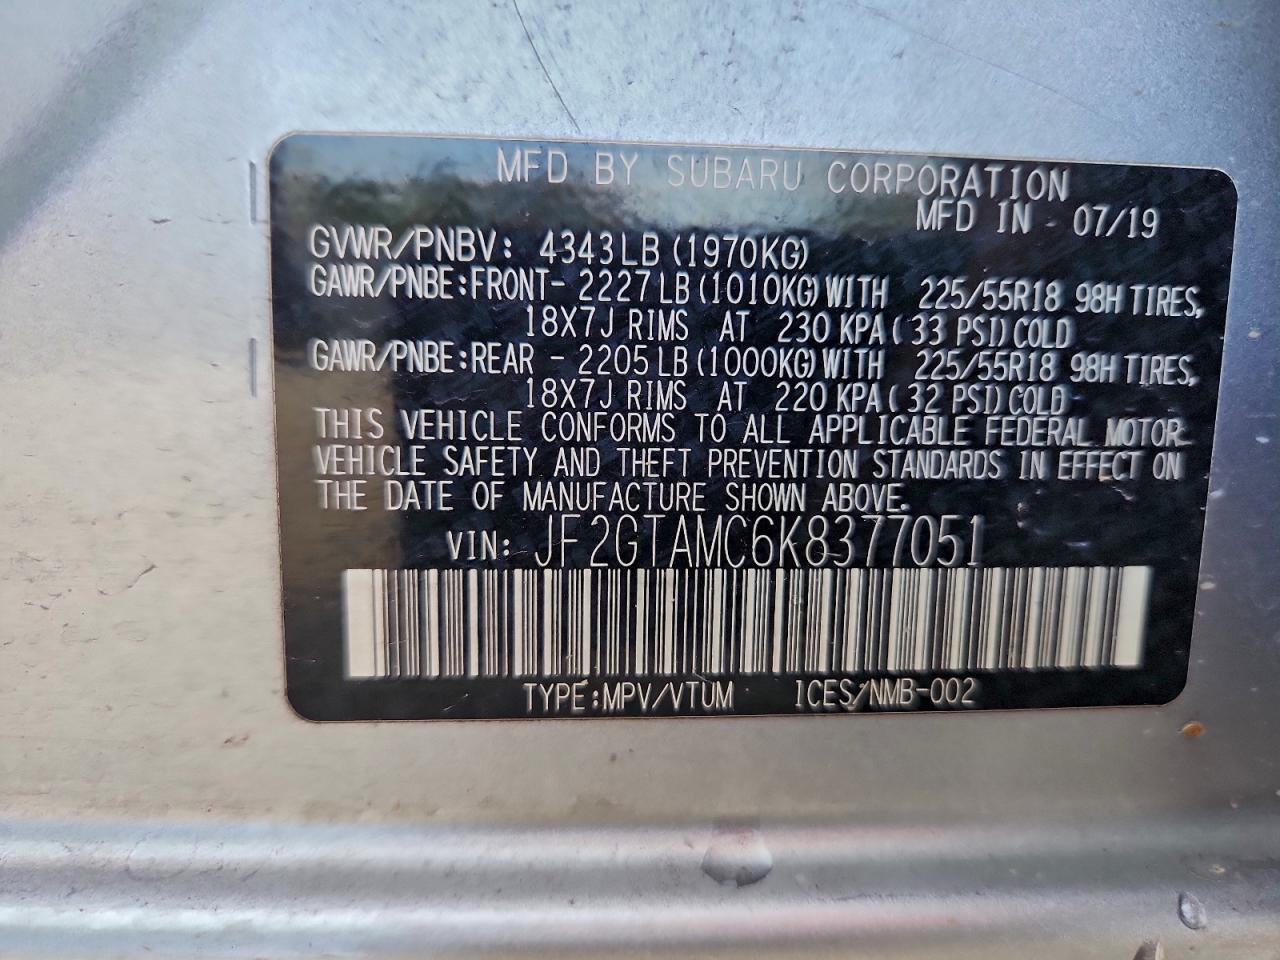 MFD BY SUBARU CORPORATION
MFD IN 07/19
GVWR/PNBV: 4343LB (1970KG)
GAWR/PNBE:FRONT- 2227LB(1010KG)WITH 225/55R18 98H TIRES,
18X7J RIMS AT 230 KPA(33 PSI)COLD
GAWR/PNBE:REAR - 2205LB(1000KG)WITH 225/55R18 98H TIRES,
18X7J RIMS AT 220 KPA(32 PSI)COLD
THIS VEHICLE CONFORMS TO ALL APPLICABLE FEDERAL MOTOR
VEHICLE SAFETY AND THEFT PREVENTION STANDARDS IN EFFECT ON
THE DATE OF MANUFACTURE SHOWN ABOVE.
VIN: JF2GTAMC6K8377051
TYPE:MPV/VTUM ICES/NMB-002